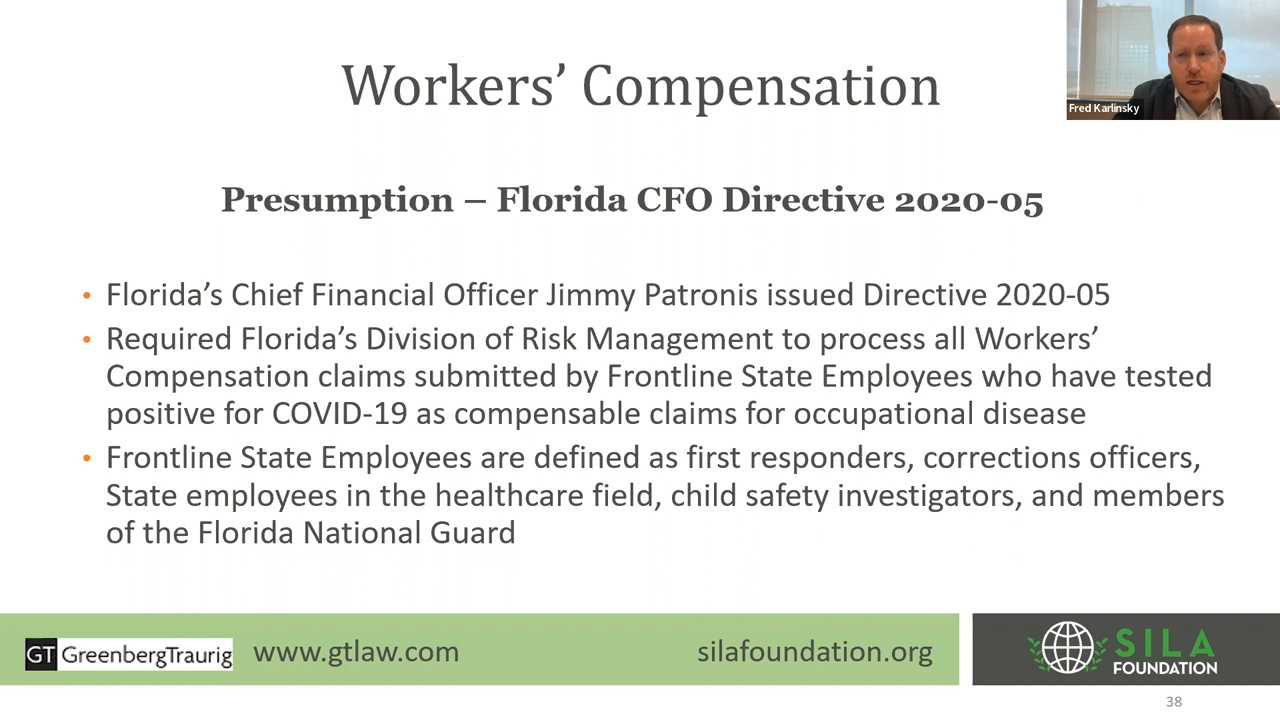 Workers’ Compensation
Fred Karlinsky
Presumption – Florida CFO Directive 2020-05
• Florida’s Chief Financial Officer Jimmy Patronis issued Directive 2020-05
• Required Florida’s Division of Risk Management to process all Workers’
Compensation claims submitted by Frontline State Employees who have tested
positive for COVID-19 as compensable claims for occupational disease
• Frontline State Employees are defined as first responders, corrections officers,
State employees in the healthcare field, child safety investigators, and members
of the Florida National Guard
GT GreenbergTraurig www.gtlaw.com silafoundation.org SILA
FOUNDATION
38